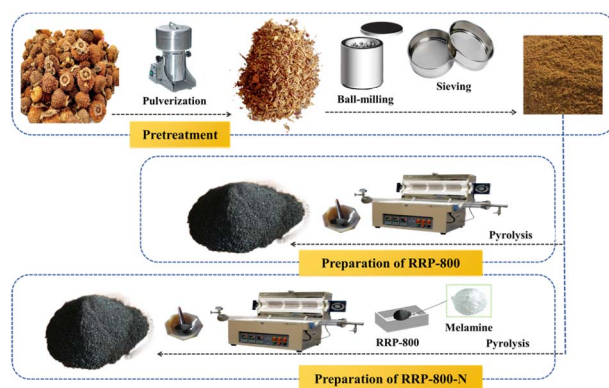 Pulverization
Ball-milling
Sieving
Pretreatment
Pyrolysis
Preparation of RRP-800
RRP-800
Melamine
Pyrolysis
Preparation of RRP-800-N